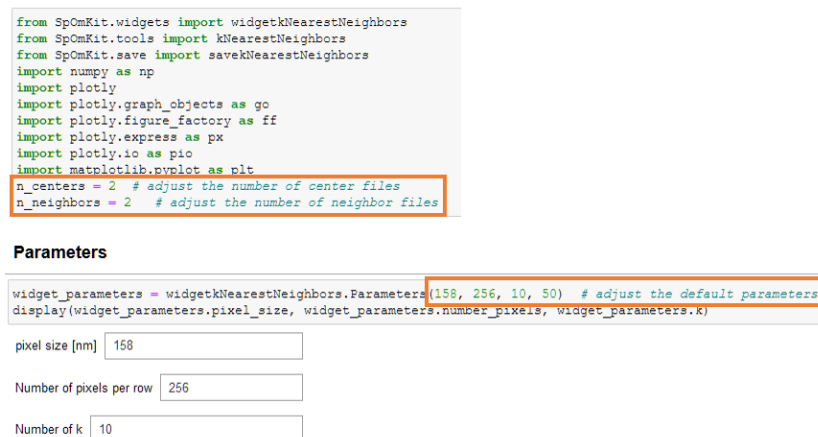 from SpOmKit.widgets import widgetkNearestNeighbors
from SpOmKit.tools import kNearestNeighbors
from SpOmKit.save import savekNearestNeighbors
import numpy as np
import plotly
import plotly.graph_objects as go
import plotly.figure_factory as ff
import plotly.express as px
import plotly.io as pio
import matplotlib.pyplot as plt
n_centers = 2  # adjust the number of center files
n_neighbors = 2   # adjust the number of neighbor files
Parameters
widget_parameters = widgetkNearestNeighbors.Parameters(158, 256, 10, 50)  # adjust the default parameters
display(widget_parameters.pixel_size, widget_parameters.number_pixels, widget_parameters.k)
pixel size [nm] 158
Number of pixels per row 256
Number of k 10